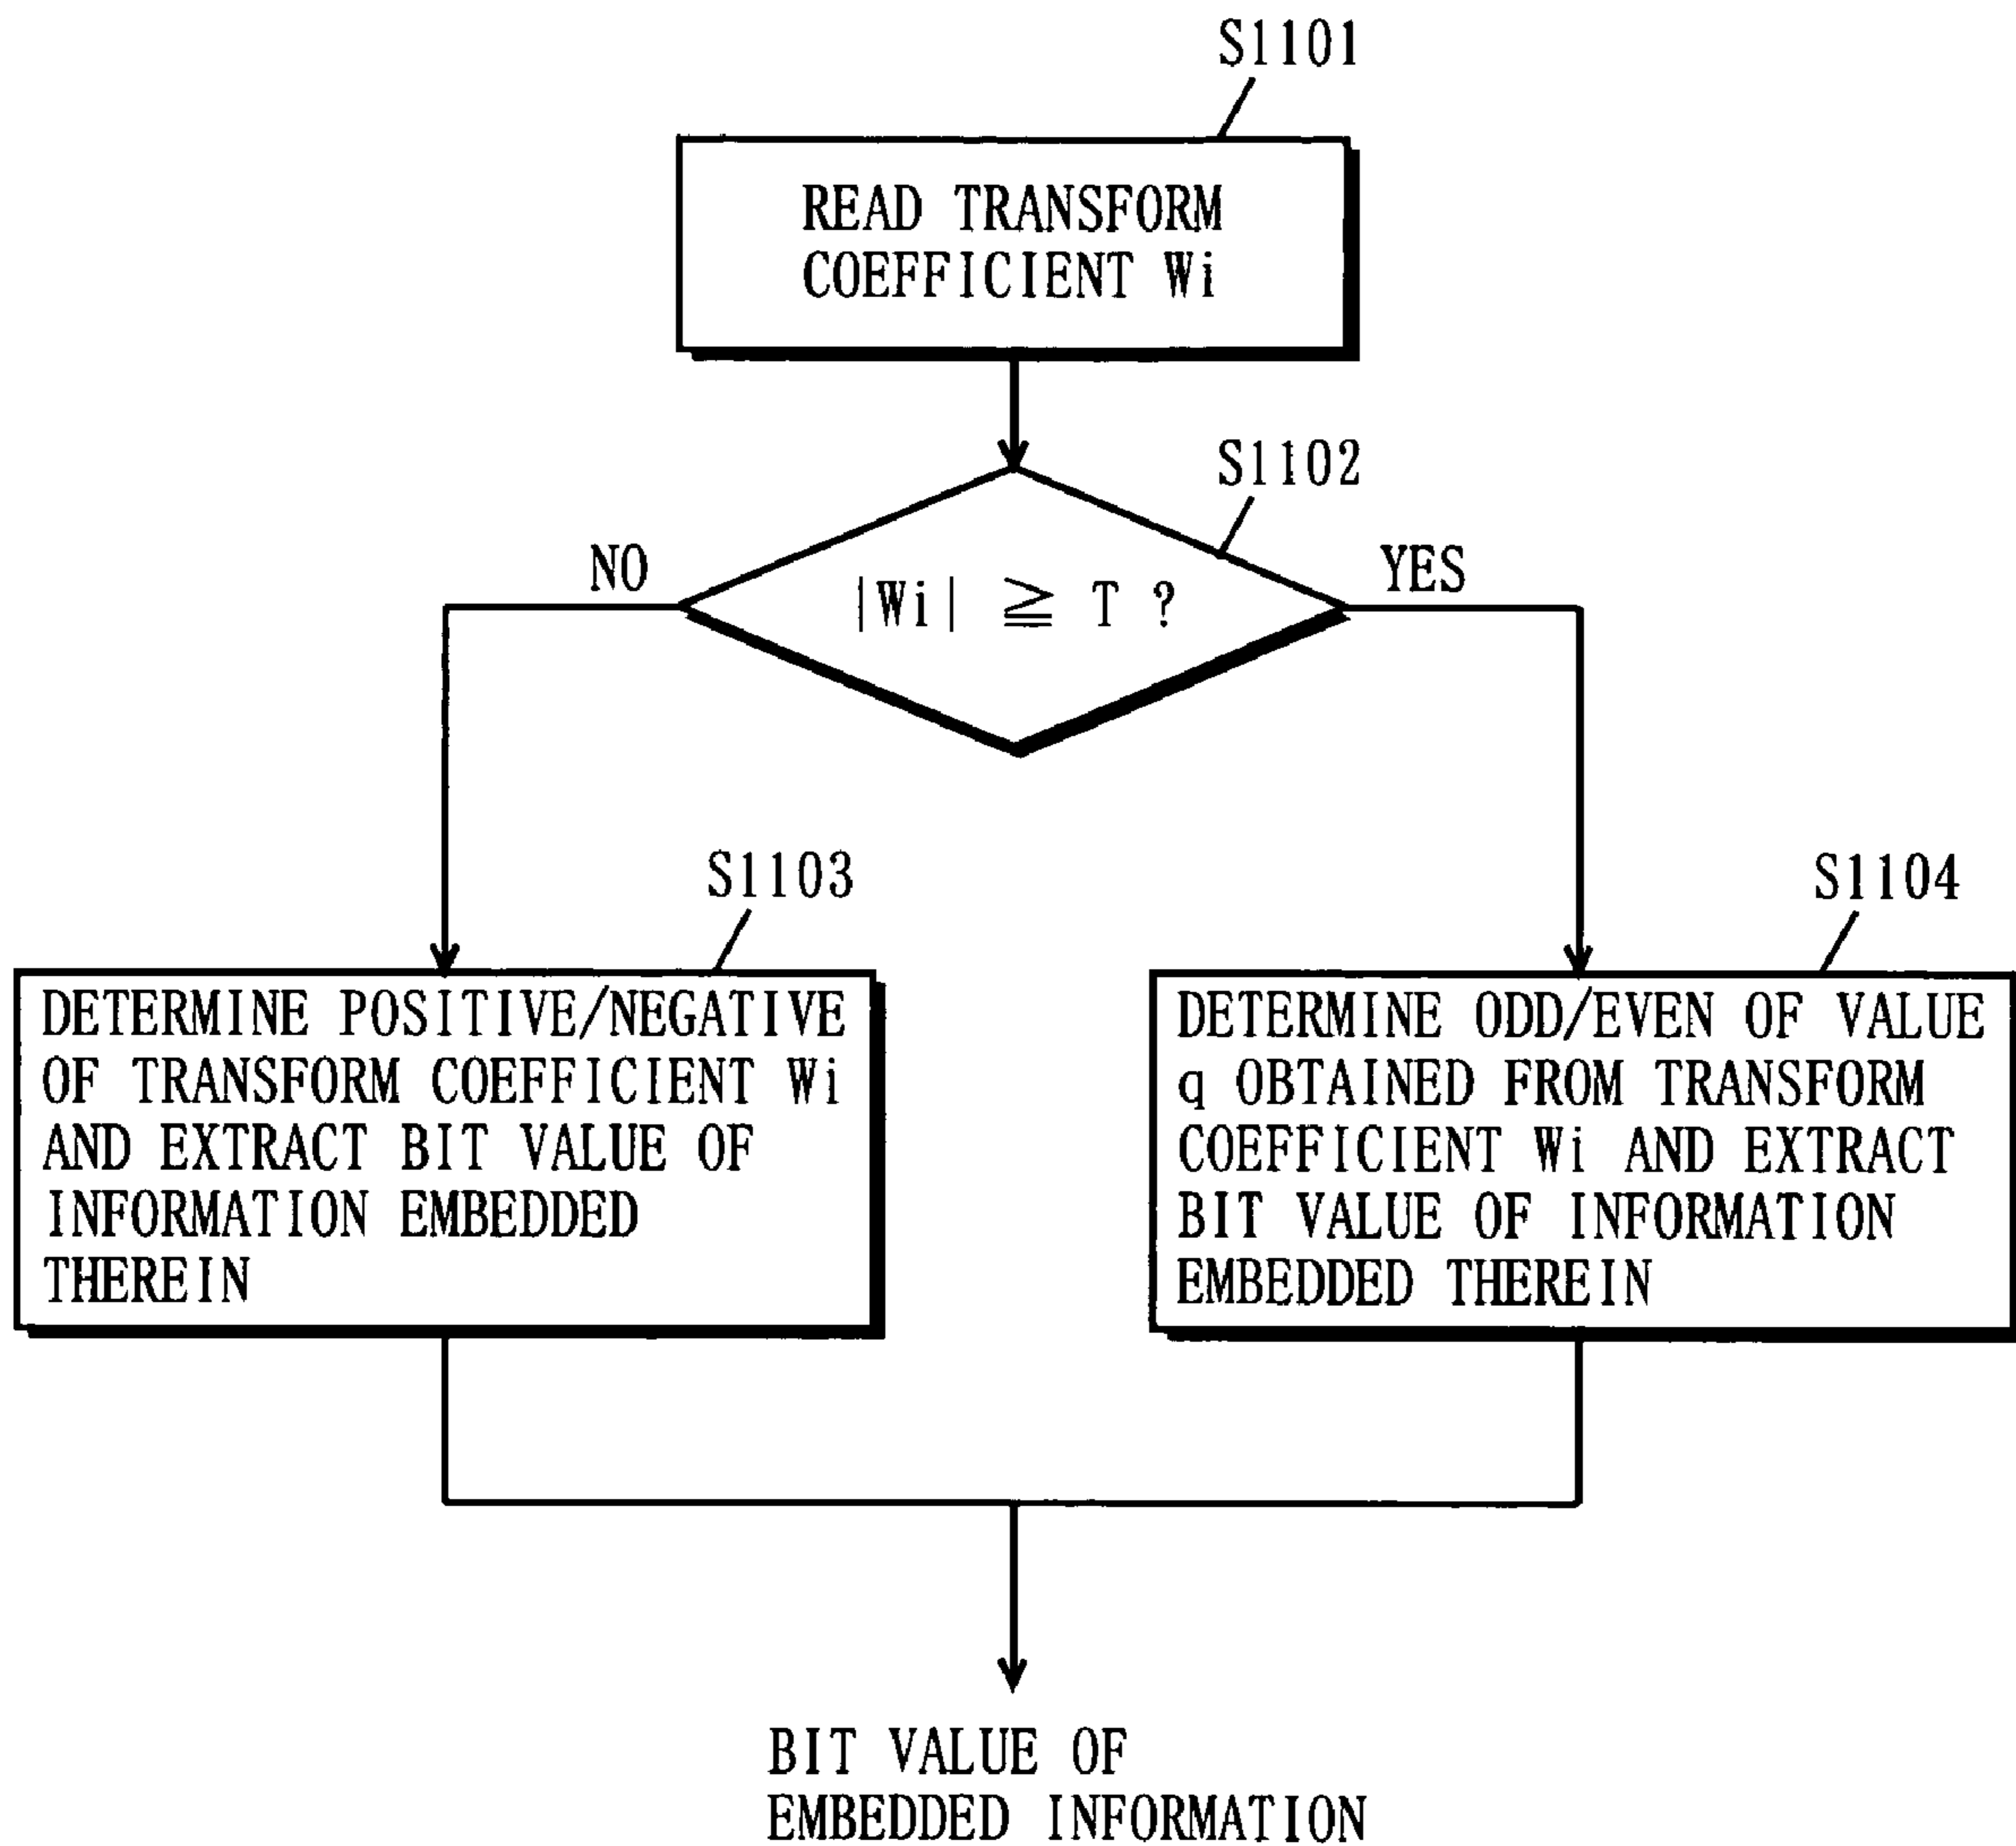 S1101
READ TRANSFORM
COEFFICIENT Wi
S1102
NO
|Wi| ≧ T ?
YES
S1103
DETERMINE POSITIVE/NEGATIVE
OF TRANSFORM COEFFICIENT Wi
AND EXTRACT BIT VALUE OF
INFORMATION EMBEDDED
THEREIN
S1104
DETERMINE ODD/EVEN OF VALUE
q OBTAINED FROM TRANSFORM
COEFFICIENT Wi AND EXTRACT
BIT VALUE OF INFORMATION
EMBEDDED THEREIN
BIT VALUE OF
EMBEDDED INFORMATION